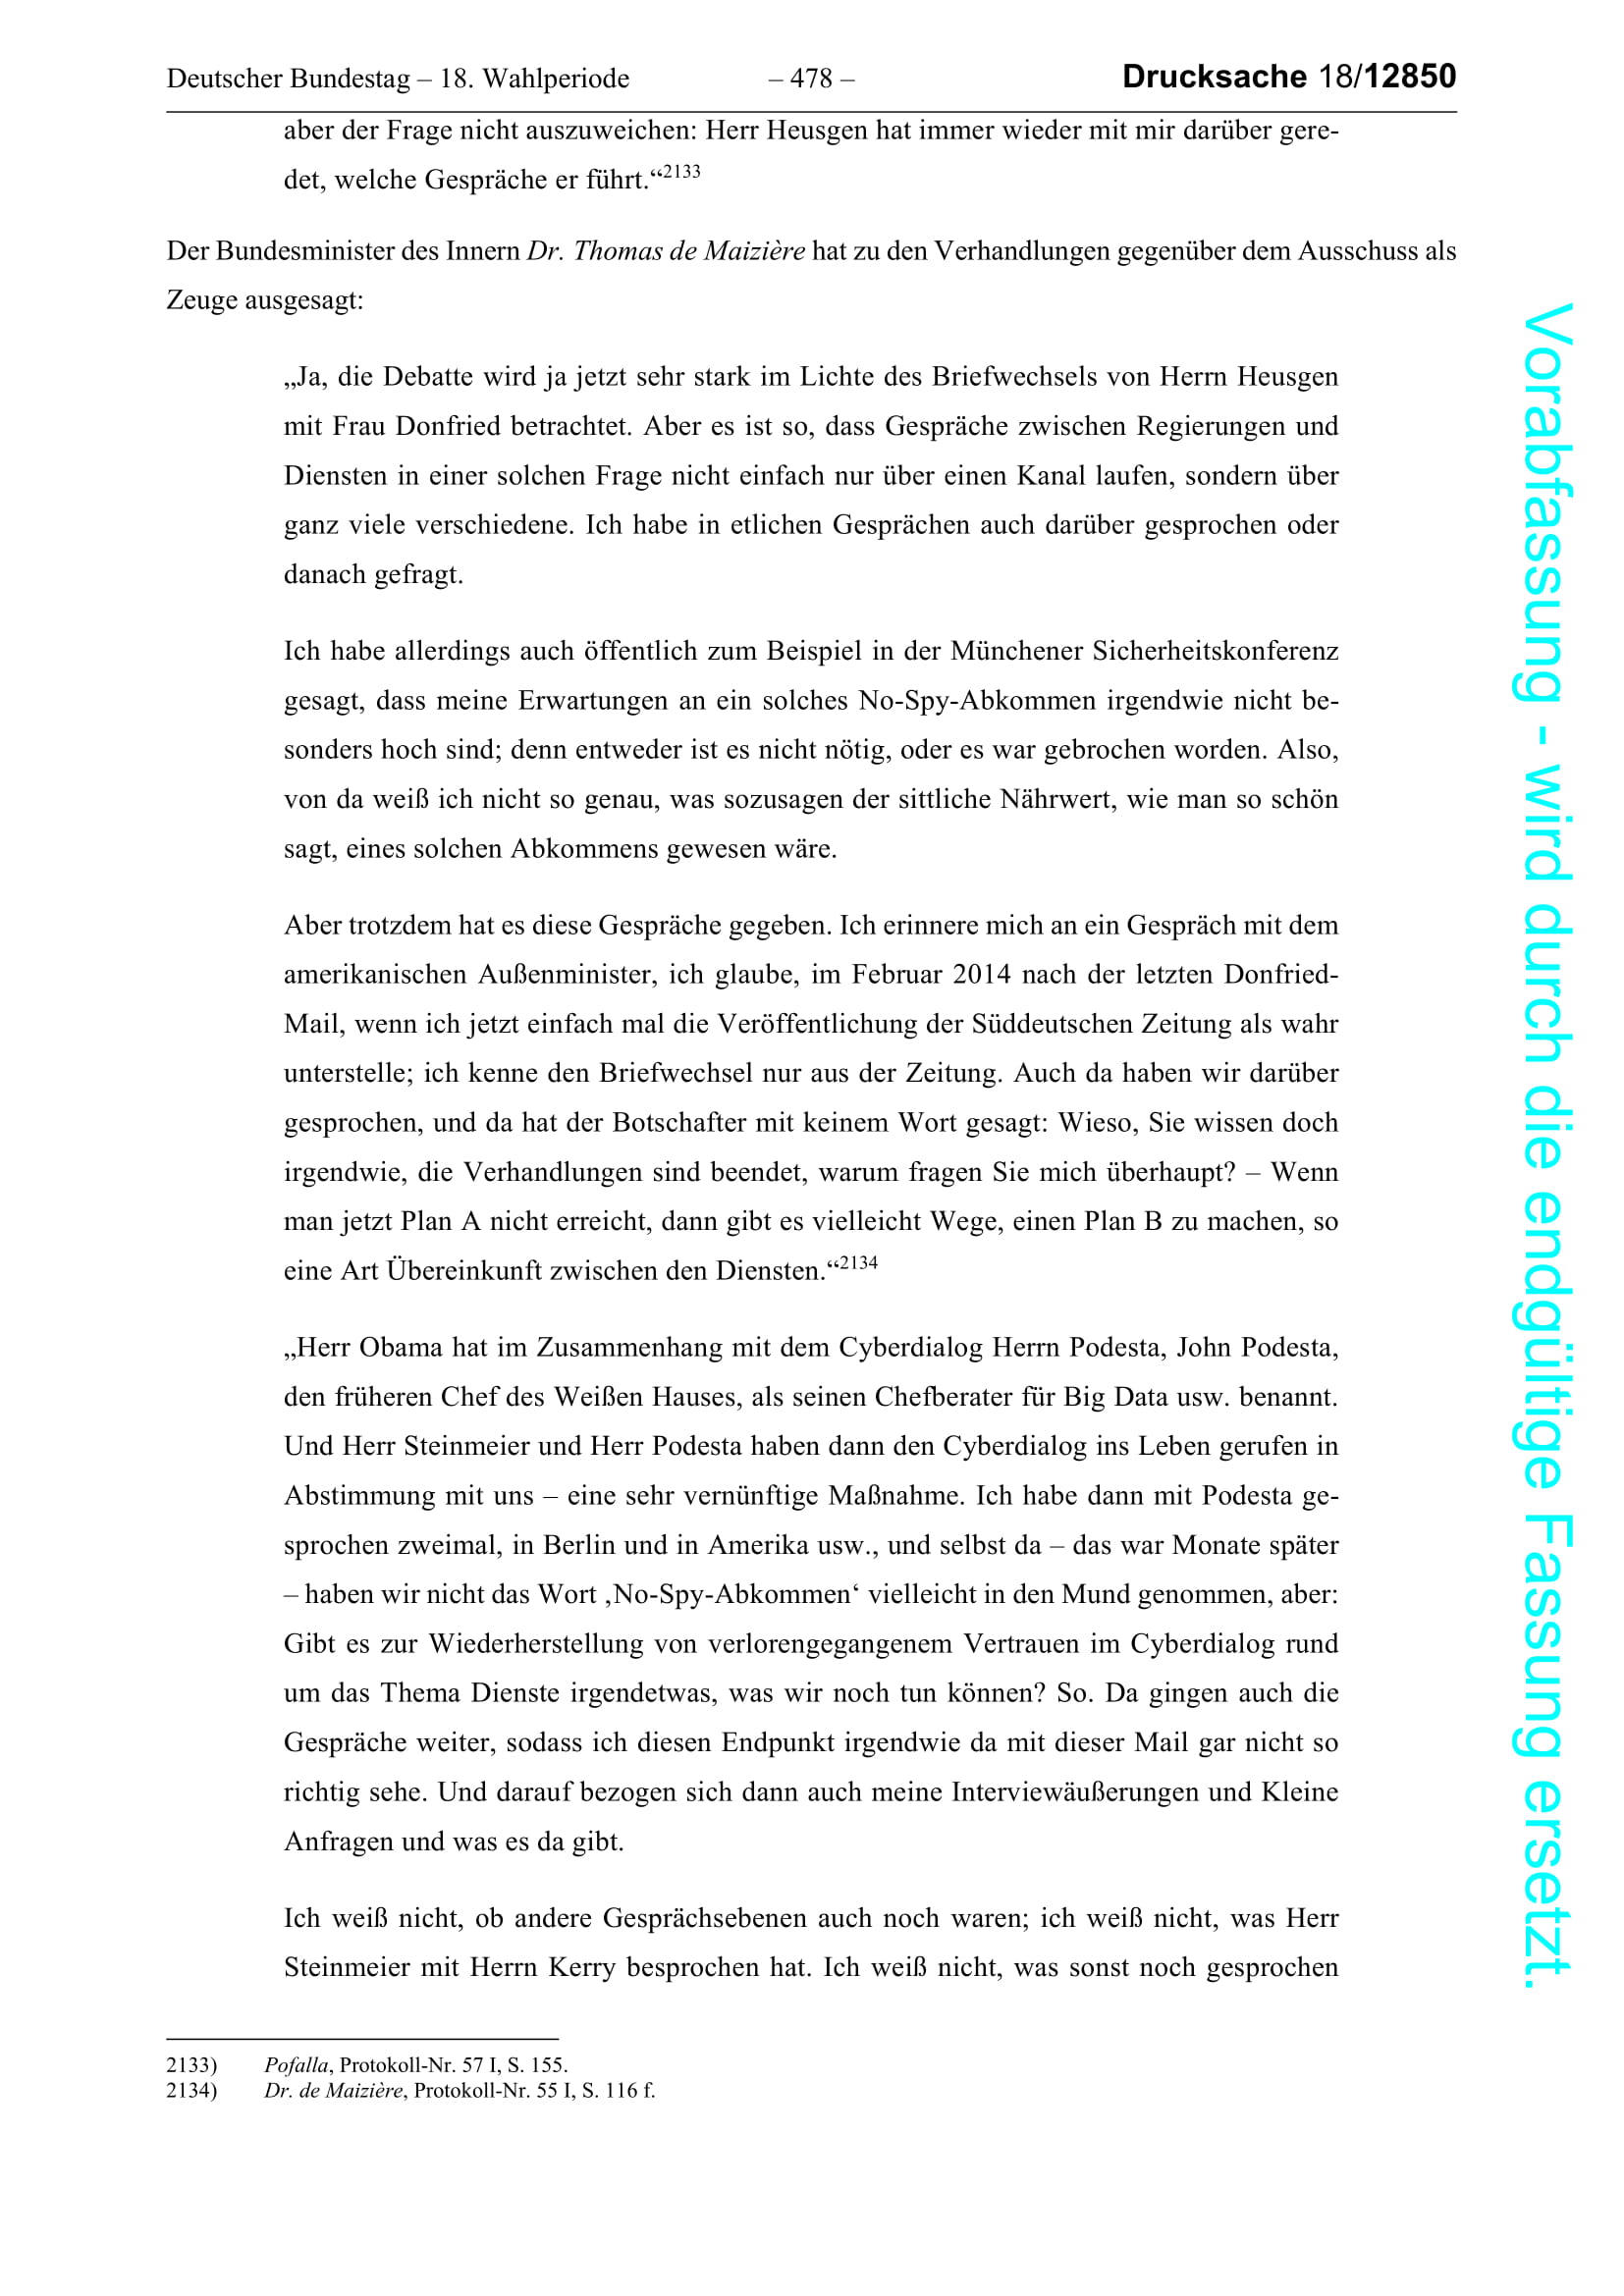 Deutscher Bundestag – 18. Wahlperiode – 478 – Drucksache 18/12850
aber der Frage nicht auszuweichen: Herr Heusgen hat immer wieder mit mir darüber gere-
det, welche Gespräche er führt.“2133
Der Bundesminister des Innern Dr. Thomas de Maizière hat zu den Verhandlungen gegenüber dem Ausschuss als
Zeuge ausgesagt:
„Ja, die Debatte wird ja jetzt sehr stark im Lichte des Briefwechsels von Herrn Heusgen
mit Frau Donfried betrachtet. Aber es ist so, dass Gespräche zwischen Regierungen und
Diensten in einer solchen Frage nicht einfach nur über einen Kanal laufen, sondern über
ganz viele verschiedene. Ich habe in etlichen Gesprächen auch darüber gesprochen oder
danach gefragt.
Ich habe allerdings auch öffentlich zum Beispiel in der Münchener Sicherheitskonferenz
gesagt, dass meine Erwartungen an ein solches No-Spy-Abkommen irgendwie nicht be-
sonders hoch sind; denn entweder ist es nicht nötig, oder es war gebrochen worden. Also,
von da weiß ich nicht so genau, was sozusagen der sittliche Nährwert, wie man so schön
sagt, eines solchen Abkommens gewesen wäre.
Aber trotzdem hat es diese Gespräche gegeben. Ich erinnere mich an ein Gespräch mit dem
amerikanischen Außenminister, ich glaube, im Februar 2014 nach der letzten Donfried-
Mail, wenn ich jetzt einfach mal die Veröffentlichung der Süddeutschen Zeitung als wahr
unterstelle; ich kenne den Briefwechsel nur aus der Zeitung. Auch da haben wir darüber
gesprochen, und da hat der Botschafter mit keinem Wort gesagt: Wieso, Sie wissen doch
irgendwie, die Verhandlungen sind beendet, warum fragen Sie mich überhaupt? – Wenn
man jetzt Plan A nicht erreicht, dann gibt es vielleicht Wege, einen Plan B zu machen, so
eine Art Übereinkunft zwischen den Diensten.“2134
„Herr Obama hat im Zusammenhang mit dem Cyberdialog Herrn Podesta, John Podesta,
den früheren Chef des Weißen Hauses, als seinen Chefberater für Big Data usw. benannt.
Und Herr Steinmeier und Herr Podesta haben dann den Cyberdialog ins Leben gerufen in
Abstimmung mit uns – eine sehr vernünftige Maßnahme. Ich habe dann mit Podesta ge-
sprochen zweimal, in Berlin und in Amerika usw., und selbst da – das war Monate später
– haben wir nicht das Wort ‚No-Spy-Abkommen‘ vielleicht in den Mund genommen, aber:
Gibt es zur Wiederherstellung von verlorengegangenem Vertrauen im Cyberdialog rund
um das Thema Dienste irgendetwas, was wir noch tun können? So. Da gingen auch die
Gespräche weiter, sodass ich diesen Endpunkt irgendwie da mit dieser Mail gar nicht so
richtig sehe. Und darauf bezogen sich dann auch meine Interviewäußerungen und Kleine
Anfragen und was es da gibt.
Ich weiß nicht, ob andere Gesprächsebenen auch noch waren; ich weiß nicht, was Herr
Steinmeier mit Herrn Kerry besprochen hat. Ich weiß nicht, was sonst noch gesprochen
2133) Pofalla, Protokoll-Nr. 57 I, S. 155.
2134) Dr. de Maizière, Protokoll-Nr. 55 I, S. 116 f.
Vorabfassung - wird durch die endgültige Fassung ersetzt.